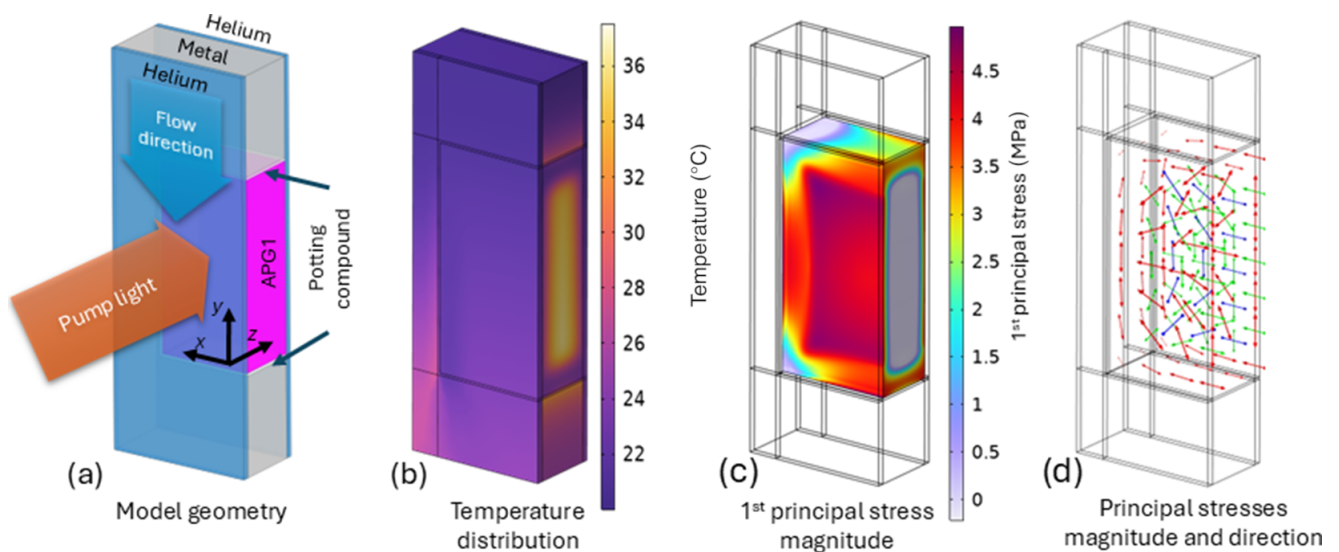 Helium
Metal
Helium
Flow
direction
Pump light
APG1
Potting
compound
y
z
x
(a)
Model geometry
36
34
32
30
28
26
24
22
Temperature (°C)
(b)
Temperature
distribution
4.5
4
3.5
3
2.5
2
1.5
1
0.5
0
1st principal stress (MPa)
(c)
1st principal stress
magnitude
(d)
Principal stresses
magnitude and direction